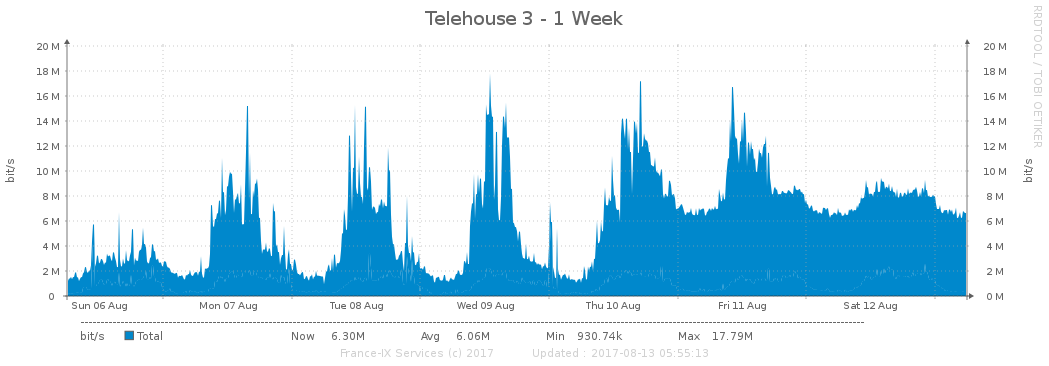 Telehouse 3 - 1 Week
RRDTOOL / TOBI OETIKER
20 M 20 M
18 M 18 M
16 M 16 M
14 M 14 M
12 M 12 M
10 M 10 M
8 M 8 M
6 M 6 M
4 M 4 M
2 M 2 M
0 0 M
bit/s
bit/s
Sun 06 Aug Mon 07 Aug Tue 08 Aug Wed 09 Aug Thu 10 Aug Fri 11 Aug Sat 12 Aug
bit/s Total Now 6.30M Avg 6.06M Min 930.74k Max 17.79M
France-IX Services (c) 2017 Updated : 2017-08-13 05:55:13